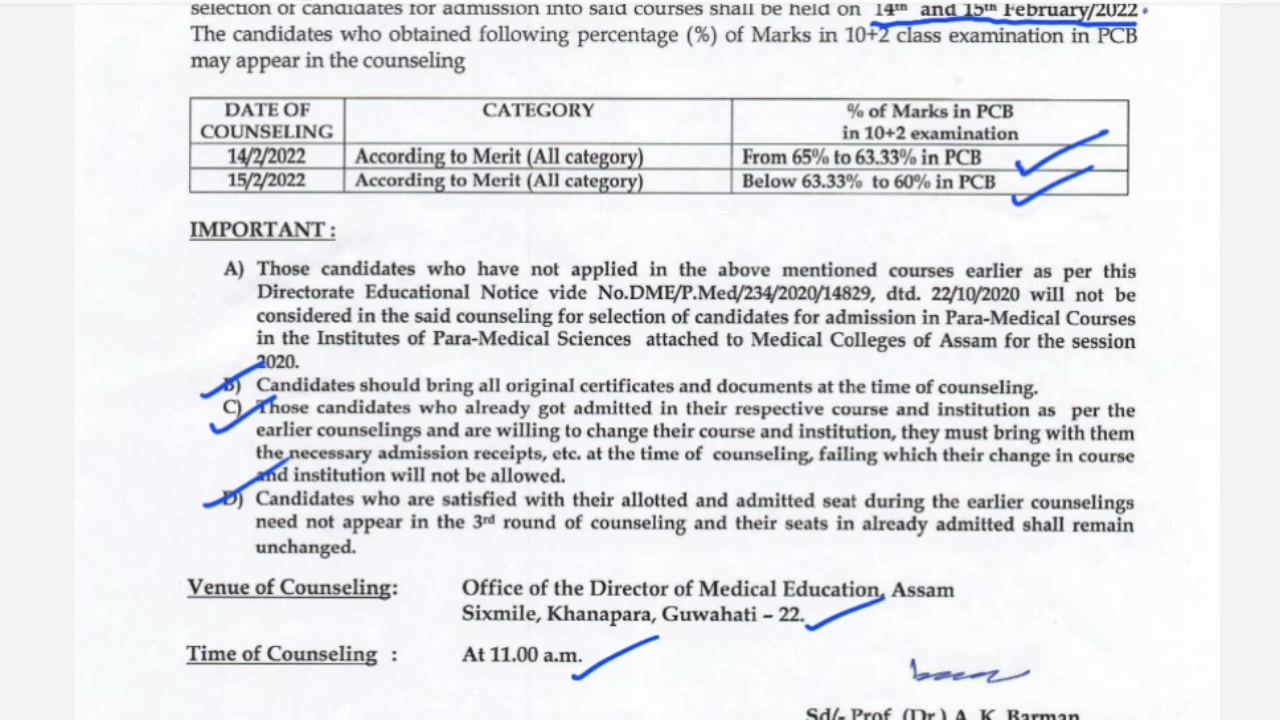 selection of candidates for admission into said courses shall be held on 14th and 15th February/2022.
The candidates who obtained following percentage (%) of Marks in 10+2 class examination in PCB
may appear in the counseling
DATE OF COUNSELING CATEGORY % of Marks in PCB in 10+2 examination
14/2/2022 According to Merit (All category) From 65% to 63.33% in PCB
15/2/2022 According to Merit (All category) Below 63.33% to 60% in PCB
IMPORTANT :
A) Those candidates who have not applied in the above mentioned courses earlier as per this
Directorate Educational Notice vide No.DME/P.Med/234/2020/14829, dtd. 22/10/2020 will not be
considered in the said counseling for selection of candidates for admission in Para-Medical Courses
in the Institutes of Para-Medical Sciences attached to Medical Colleges of Assam for the session
2020.
B) Candidates should bring all original certificates and documents at the time of counseling.
C) Those candidates who already got admitted in their respective course and institution as per the
earlier counselings and are willing to change their course and institution, they must bring with them
the necessary admission receipts, etc. at the time of counseling, failing which their change in course
and institution will not be allowed.
D) Candidates who are satisfied with their allotted and admitted seat during the earlier counselings
need not appear in the 3rd round of counseling and their seats in already admitted shall remain
unchanged.
Venue of Counseling: Office of the Director of Medical Education, Assam
Sixmile, Khanapara, Guwahati – 22.
Time of Counseling : At 11.00 a.m.
Sd/- Prof. (Dr.) A. K. Barman